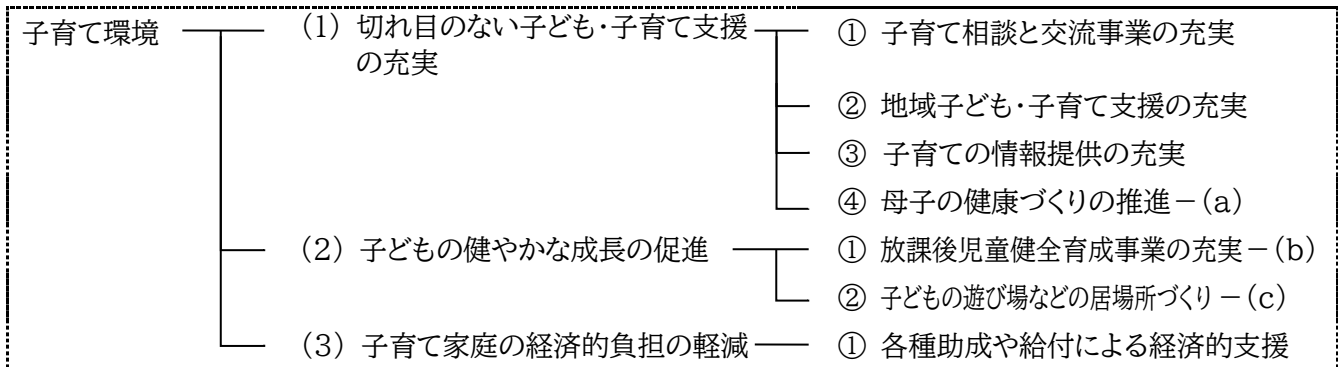 子育て環境
(1) 切れ目のない子ども・子育て支援
の充実
① 子育て相談と交流事業の充実
② 地域子ども・子育て支援の充実
③ 子育ての情報提供の充実
④ 母子の健康づくりの推進－(a)
(2) 子どもの健やかな成長の促進
① 放課後児童健全育成事業の充実－(b)
② 子どもの遊び場などの居場所づくり－(c)
(3) 子育て家庭の経済的負担の軽減
① 各種助成や給付による経済的支援